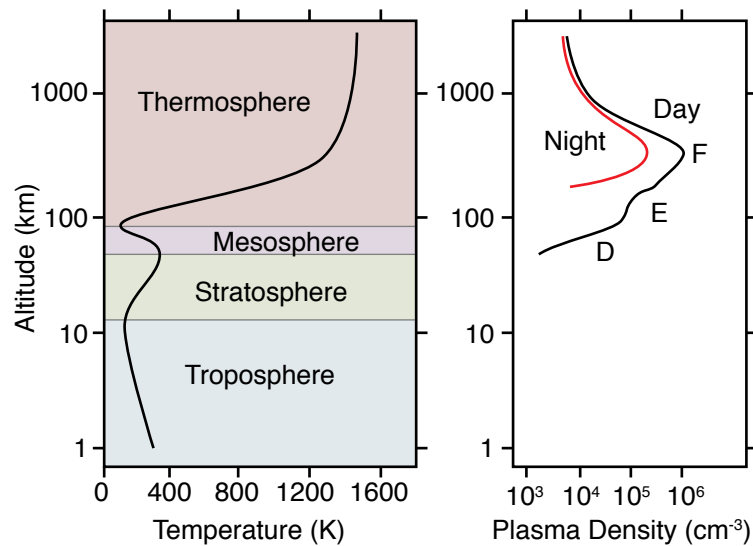 Altitude (km)
1000
100
10
1
Thermosphere
Mesosphere
Stratosphere
Troposphere
0 400 800 1200 1600
Temperature (K)
1000
100
10
1
Day
Night
F
E
D
10³ 10⁴ 10⁵ 10⁶
Plasma Density (cm⁻³)